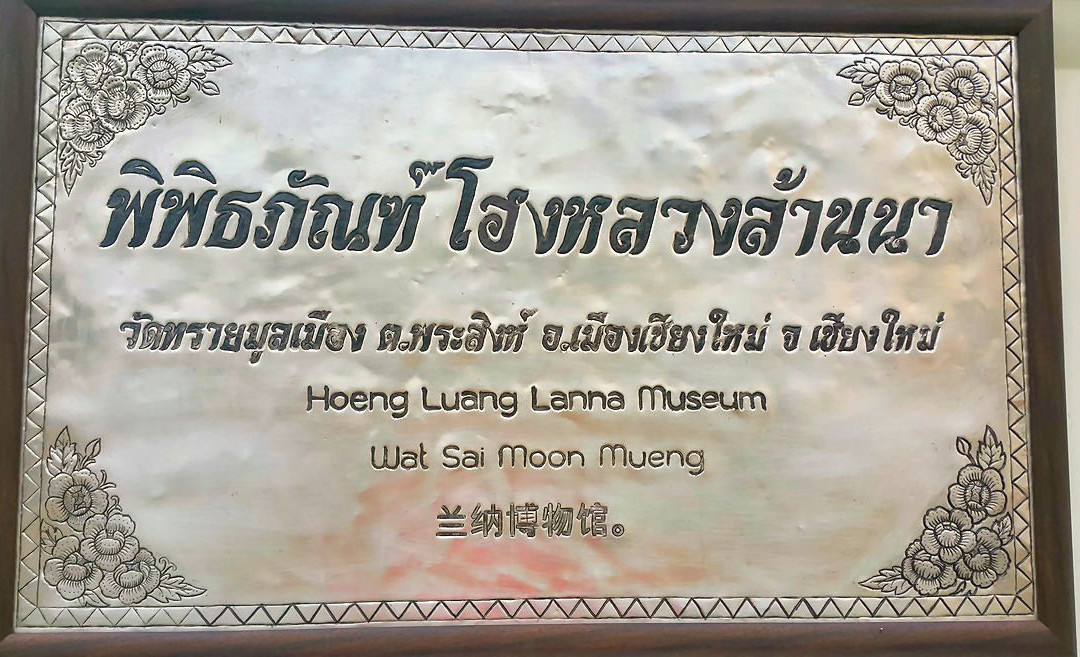 พิพิธภัณฑ์ โฮงหลวงล้านนา
วัดทรายมูลเมือง ต.พระสิงห์ อ.เมืองเชียงใหม่ จ เชียงใหม่
Hoeng Luang Lanna Museum
Wat Sai Moon Mueng
兰纳博物馆。